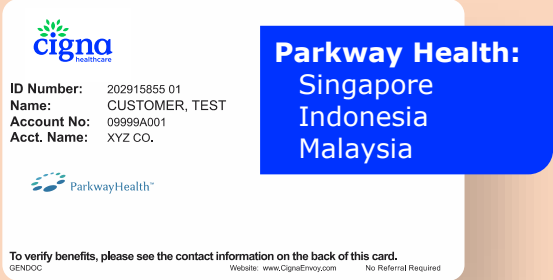 cigna
healthcare
Parkway Health:
Singapore
Indonesia
Malaysia
ID Number: 202915855 01
Name: CUSTOMER, TEST
Account No: 09999A001
Acct. Name: XYZ CO.
ParkwayHealth™
To verify benefits, please see the contact information on the back of this card.
GENDOC Website: www.CignaEnvoy.com No Referral Required